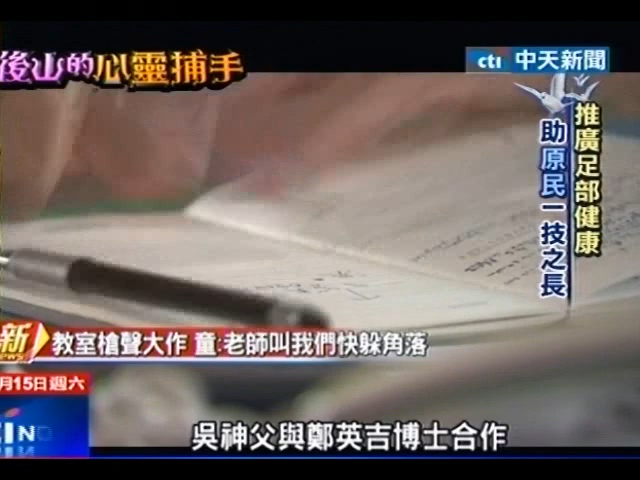 後山的心靈捕手
cti 中天新聞
推廣足部健康
助原民一技之長
新
NEWS
教室槍聲大作 童:老師叫我們快躲角落
月15日週六
吳神父與鄭英吉博士合作